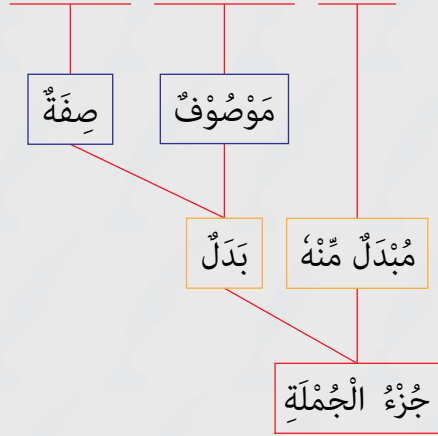 مَوْصُوْفٌ صِفَةٌ
مُبْدَلٌ مِّنْهٗ بَدَلٌ
جُزْءُ الْجُمْلَةِ